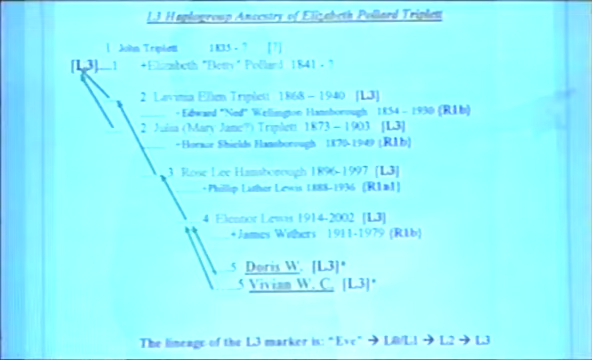 L3 Haplogroup Ancestry of Elizabeth Pollard Triplett
1 John Triplett 1835 - ? [?]
[L3]....1 +Elizabeth "Betty" Pollard 1841 - ?
2 Lavinia Ellen Triplett 1868 – 1940 [L3]
+Edward "Ned" Wellington Hansborough 1854 – 1930 (R1b)
2 Julia (Mary Jane?) Triplett 1873 – 1903 [L3]
+Horace Shields Hansborough 1870-1949 (R1b)
3 Rose Lee Hansborough 1896-1997 [L3]
+Phillip Luther Lewis 1888-1936 (R1a1)
4 Eleanor Lewis 1914-2002 [L3]
+James Withers 1911-1979 (R1b)
5 Doris W. [L3]*
5 Vivian W. C. [L3]*
The lineage of the L3 marker is: "Eve" → L0/L1 → L2 → L3